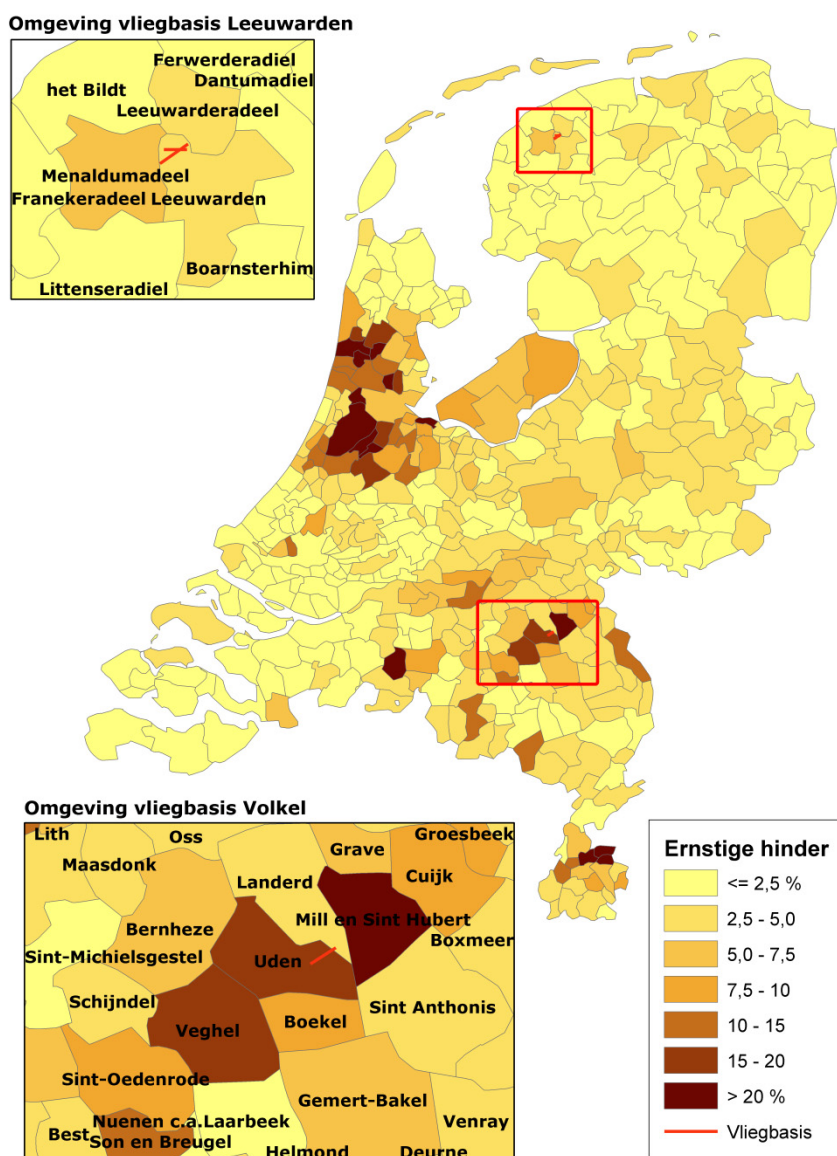 Omgeving vliegbasis Leeuwarden
Ferwerderadiel
Dantumadiel
het Bildt
Leeuwarderadeel
Menaldumadeel
Franekeradeel Leeuwarden
Boarnsterhim
Littenseradiel
Omgeving vliegbasis Volkel
Lith
Oss
Grave
Groesbeek
Maasdonk
Landerd
Cuijk
Mill en Sint Hubert
Bernheze
Boxmeer
Sint-Michielsgestel
Uden
Schijndel
Sint Anthonis
Veghel
Boekel
Sint-Oedenrode
Gemert-Bakel
Nuenen c.a.Laarbeek
Venray
Best
Son en Breugel
Helmond
Deurne
Ernstige hinder
<= 2,5 %
2,5 - 5,0
5,0 - 7,5
7,5 - 10
10 - 15
15 - 20
> 20 %
Vliegbasis